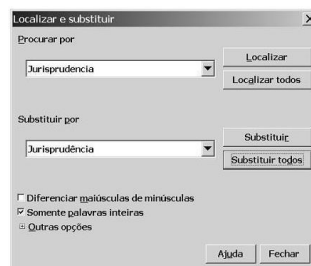 Localizar e substituir
Procurar por
Localizar
Jurisprudencia
Localizar todos
Substituir por
Substituir
Jurisprudência
Substituir todos
Diferenciar maiúsculas de minúsculas
Somente palavras inteiras
Outras opções
Ajuda Fechar